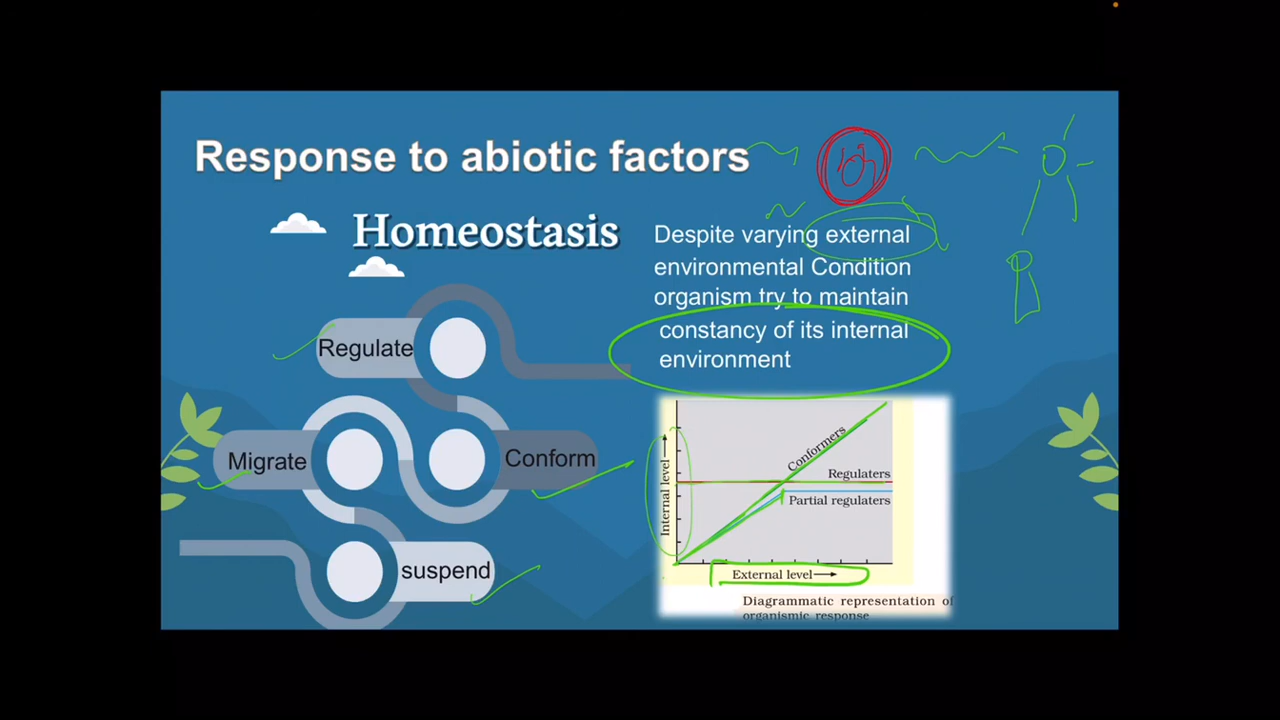 Response to abiotic factors
Homeostasis
Despite varying external
environmental Condition
organism try to maintain
constancy of its internal
environment
Regulate
Migrate
Conform
suspend
Internal level
Conformers
Regulaters
Partial regulaters
External level
Diagrammatic representation of
organismic response